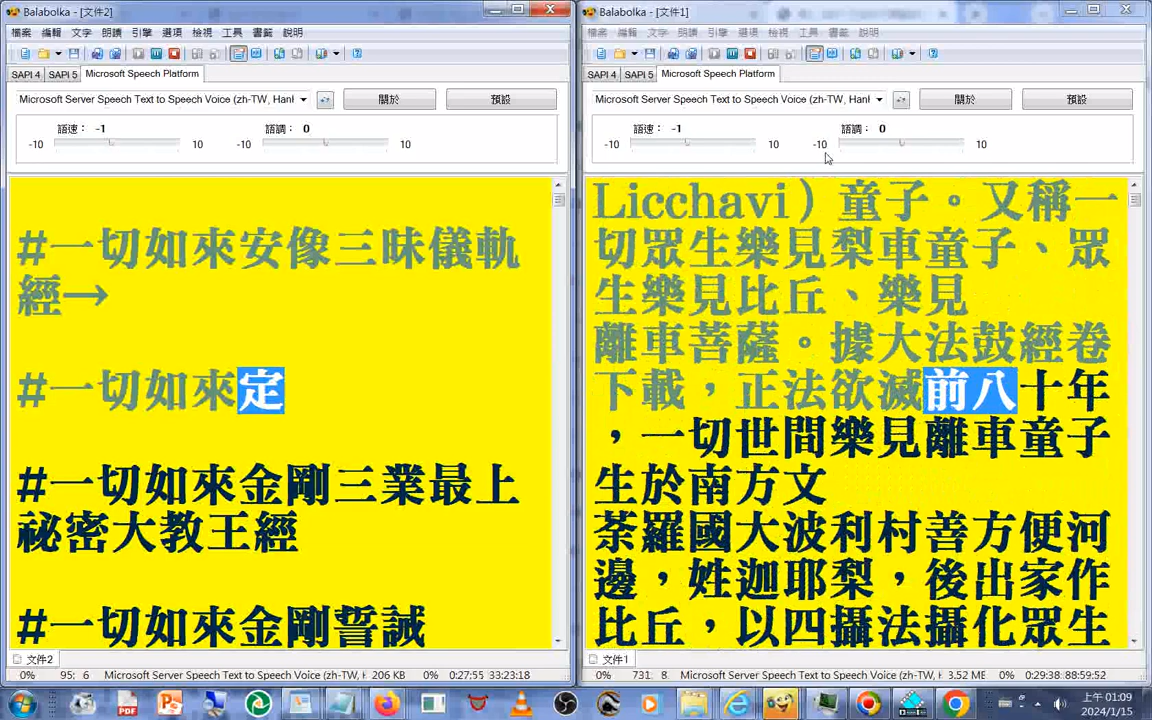 Balabolka - [文件2]
檔案 編輯 文字 朗讀 引擎 選項 檢視 工具 書籤 說明
SAPI 4 SAPI 5 Microsoft Speech Platform
Microsoft Server Speech Text to Speech Voice (zh-TW, Hanl
關於 預設
語速： -1 語調： 0
-10 10 -10 10
#一切如來安像三昧儀軌
經→
#一切如來定
#一切如來金剛三業最上
祕密大教王經
#一切如來金剛誓誡
文件2
0% 95: 6 Microsoft Server Speech Text to Speech Voice (zh-TW, H 206 KB 0% 0:27:55 33:23:18
Balabolka - [文件1]
檔案 編輯 文字 朗讀 引擎 選項 檢視 工具 書籤 說明
SAPI 4 SAPI 5 Microsoft Speech Platform
Microsoft Server Speech Text to Speech Voice (zh-TW, Hanl
關於 預設
語速： -1 語調： 0
-10 10 -10 10
Licchavi）童子。又稱一
切眾生樂見梨車童子、眾
生樂見比丘、樂見
離車菩薩。據大法鼓經卷
下載，正法欲滅前八十年
，一切世間樂見離車童子
生於南方文
荼羅國大波利村善方便河
邊，姓迦耶梨，後出家作
比丘，以四攝法攝化眾生
文件1
0% 731: 8 Microsoft Server Speech Text to Speech Voice (zh-TW, H 3.52 MB 0% 0:29:38 88:59:52
上午 01:09
2024/1/15